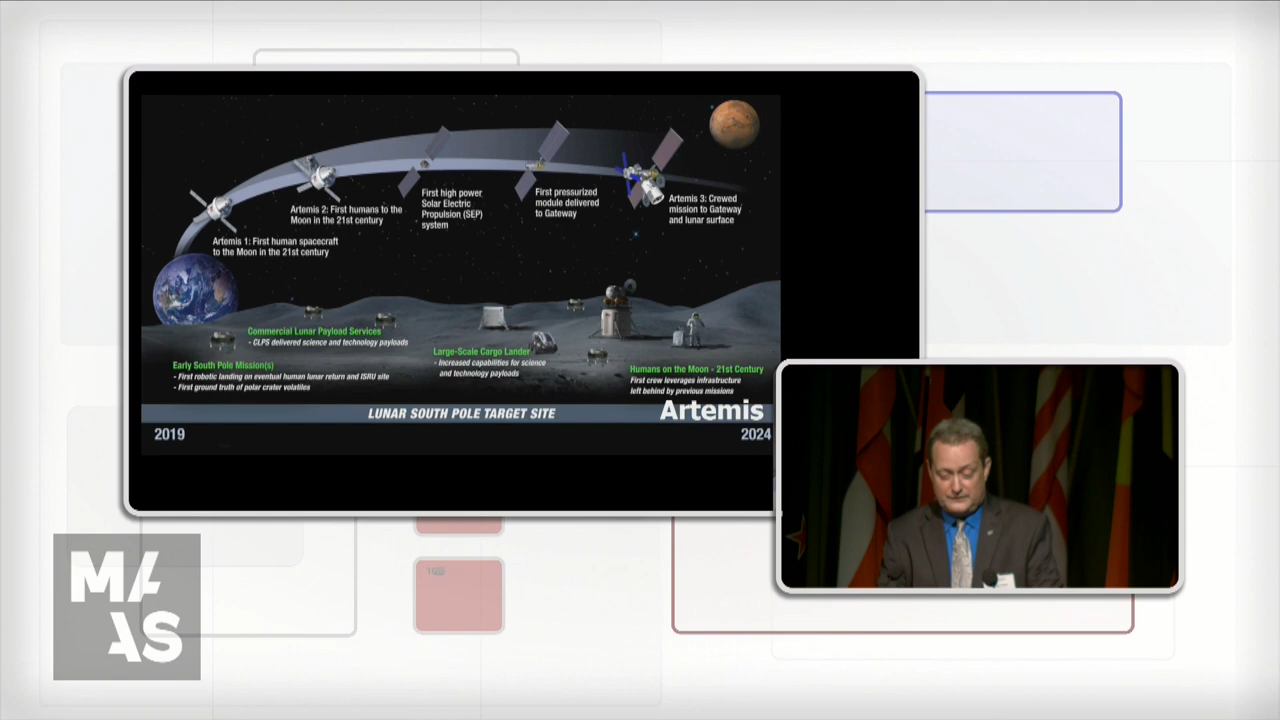 First high power
Solar Electric
Propulsion (SEP)
system
First pressurized
module delivered
to Gateway
Artemis 3: Crewed
mission to Gateway
and lunar surface
Artemis 2: First humans to the
Moon in the 21st century
Artemis 1: First human spacecraft
to the Moon in the 21st century
Commercial Lunar Payload Services
- CLPS delivered science and technology payloads
Large-Scale Cargo Lander
- Increased capabilities for science
and technology payloads
Early South Pole Mission(s)
- First robotic landing on eventual human lunar return and ISRU site
- First ground truth of polar crater volatiles
Humans on the Moon - 21st Century
First crew leverages infrastructure
left behind by previous missions
LUNAR SOUTH POLE TARGET SITE
Artemis
2019
2024
MA
AS